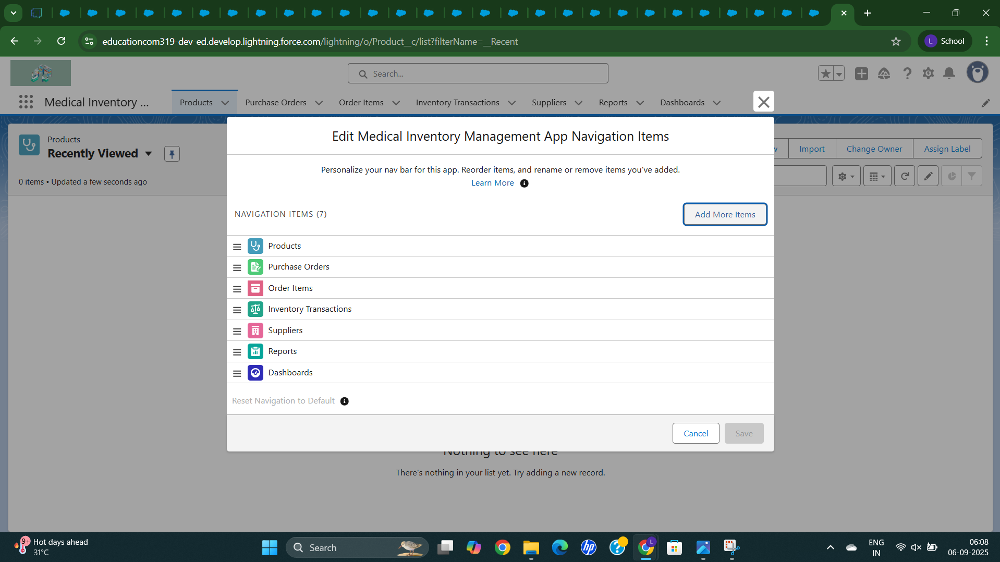 educationcom319-dev-ed.develop.lightning.force.com/lightning/o/Product__c/list?filterName=__Recent
L School
Search...
Medical Inventory ...
Products
Purchase Orders
Order Items
Inventory Transactions
Suppliers
Reports
Dashboards
Products
Recently Viewed
0 items • Updated a few seconds ago
Import
Change Owner
Assign Label
Edit Medical Inventory Management App Navigation Items
Personalize your nav bar for this app. Reorder items, and rename or remove items you've added.
Learn More
NAVIGATION ITEMS (7)
Add More Items
Products
Purchase Orders
Order Items
Inventory Transactions
Suppliers
Reports
Dashboards
Reset Navigation to Default
Cancel
Save
Nothing to see here
There's nothing in your list yet. Try adding a new record.
9+
Hot days ahead
31°C
Search
hp
L
ENG
IN
06:08
06-09-2025